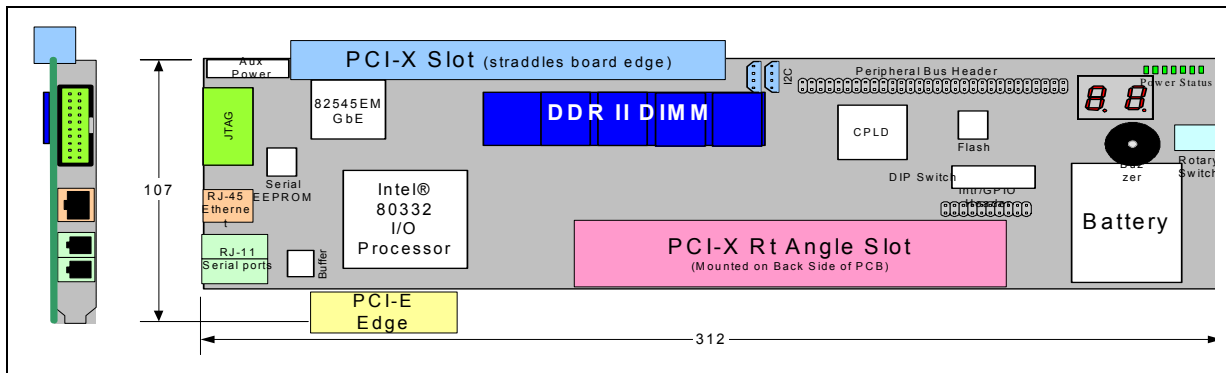 PCI-X Slot (straddles board edge)
Aux
Power
I2C
Peripheral Bus Header
Power Status
82545EM
GbE
DDR II DIMM
JTAG
CPLD
Flash
Buz
zer
Rotary
Switch
Serial
EEPROM
DIP Switch
Intr/GPIO
Header
107
RJ-45
Etherne
t
Intel®
80332
I/O
Processor
Battery
PCI-X Rt Angle Slot
(Mounted on Back Side of PCB)
RJ-11
Serial ports
Buffer
PCI-E
Edge
312
8.8.